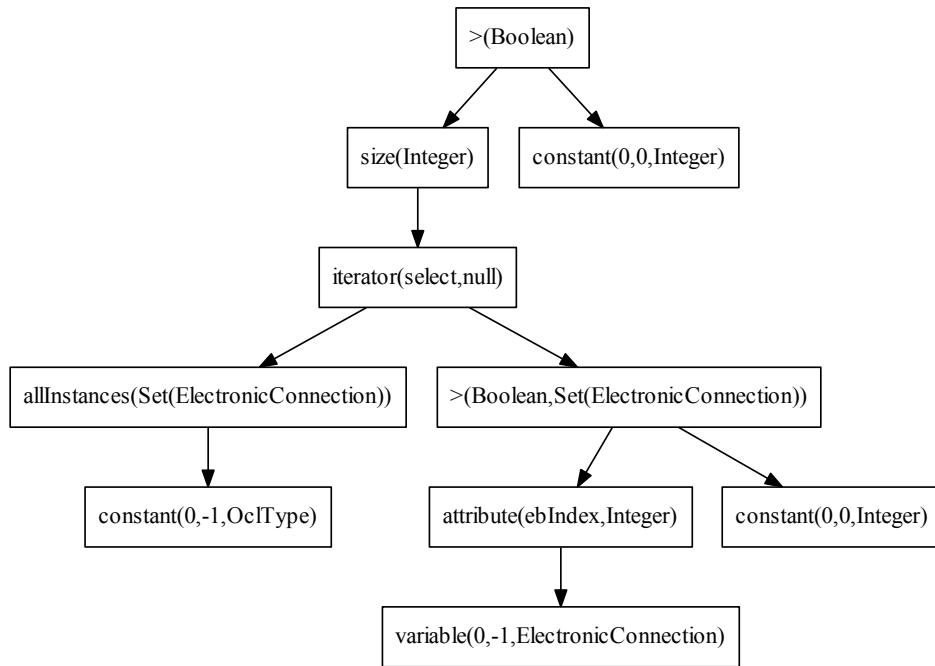 >(Boolean)
size(Integer)
constant(0,0,Integer)
iterator(select,null)
allInstances(Set(ElectronicConnection))
>(Boolean,Set(ElectronicConnection))
constant(0,-1,OclType)
attribute(ebIndex,Integer)
constant(0,0,Integer)
variable(0,-1,ElectronicConnection)